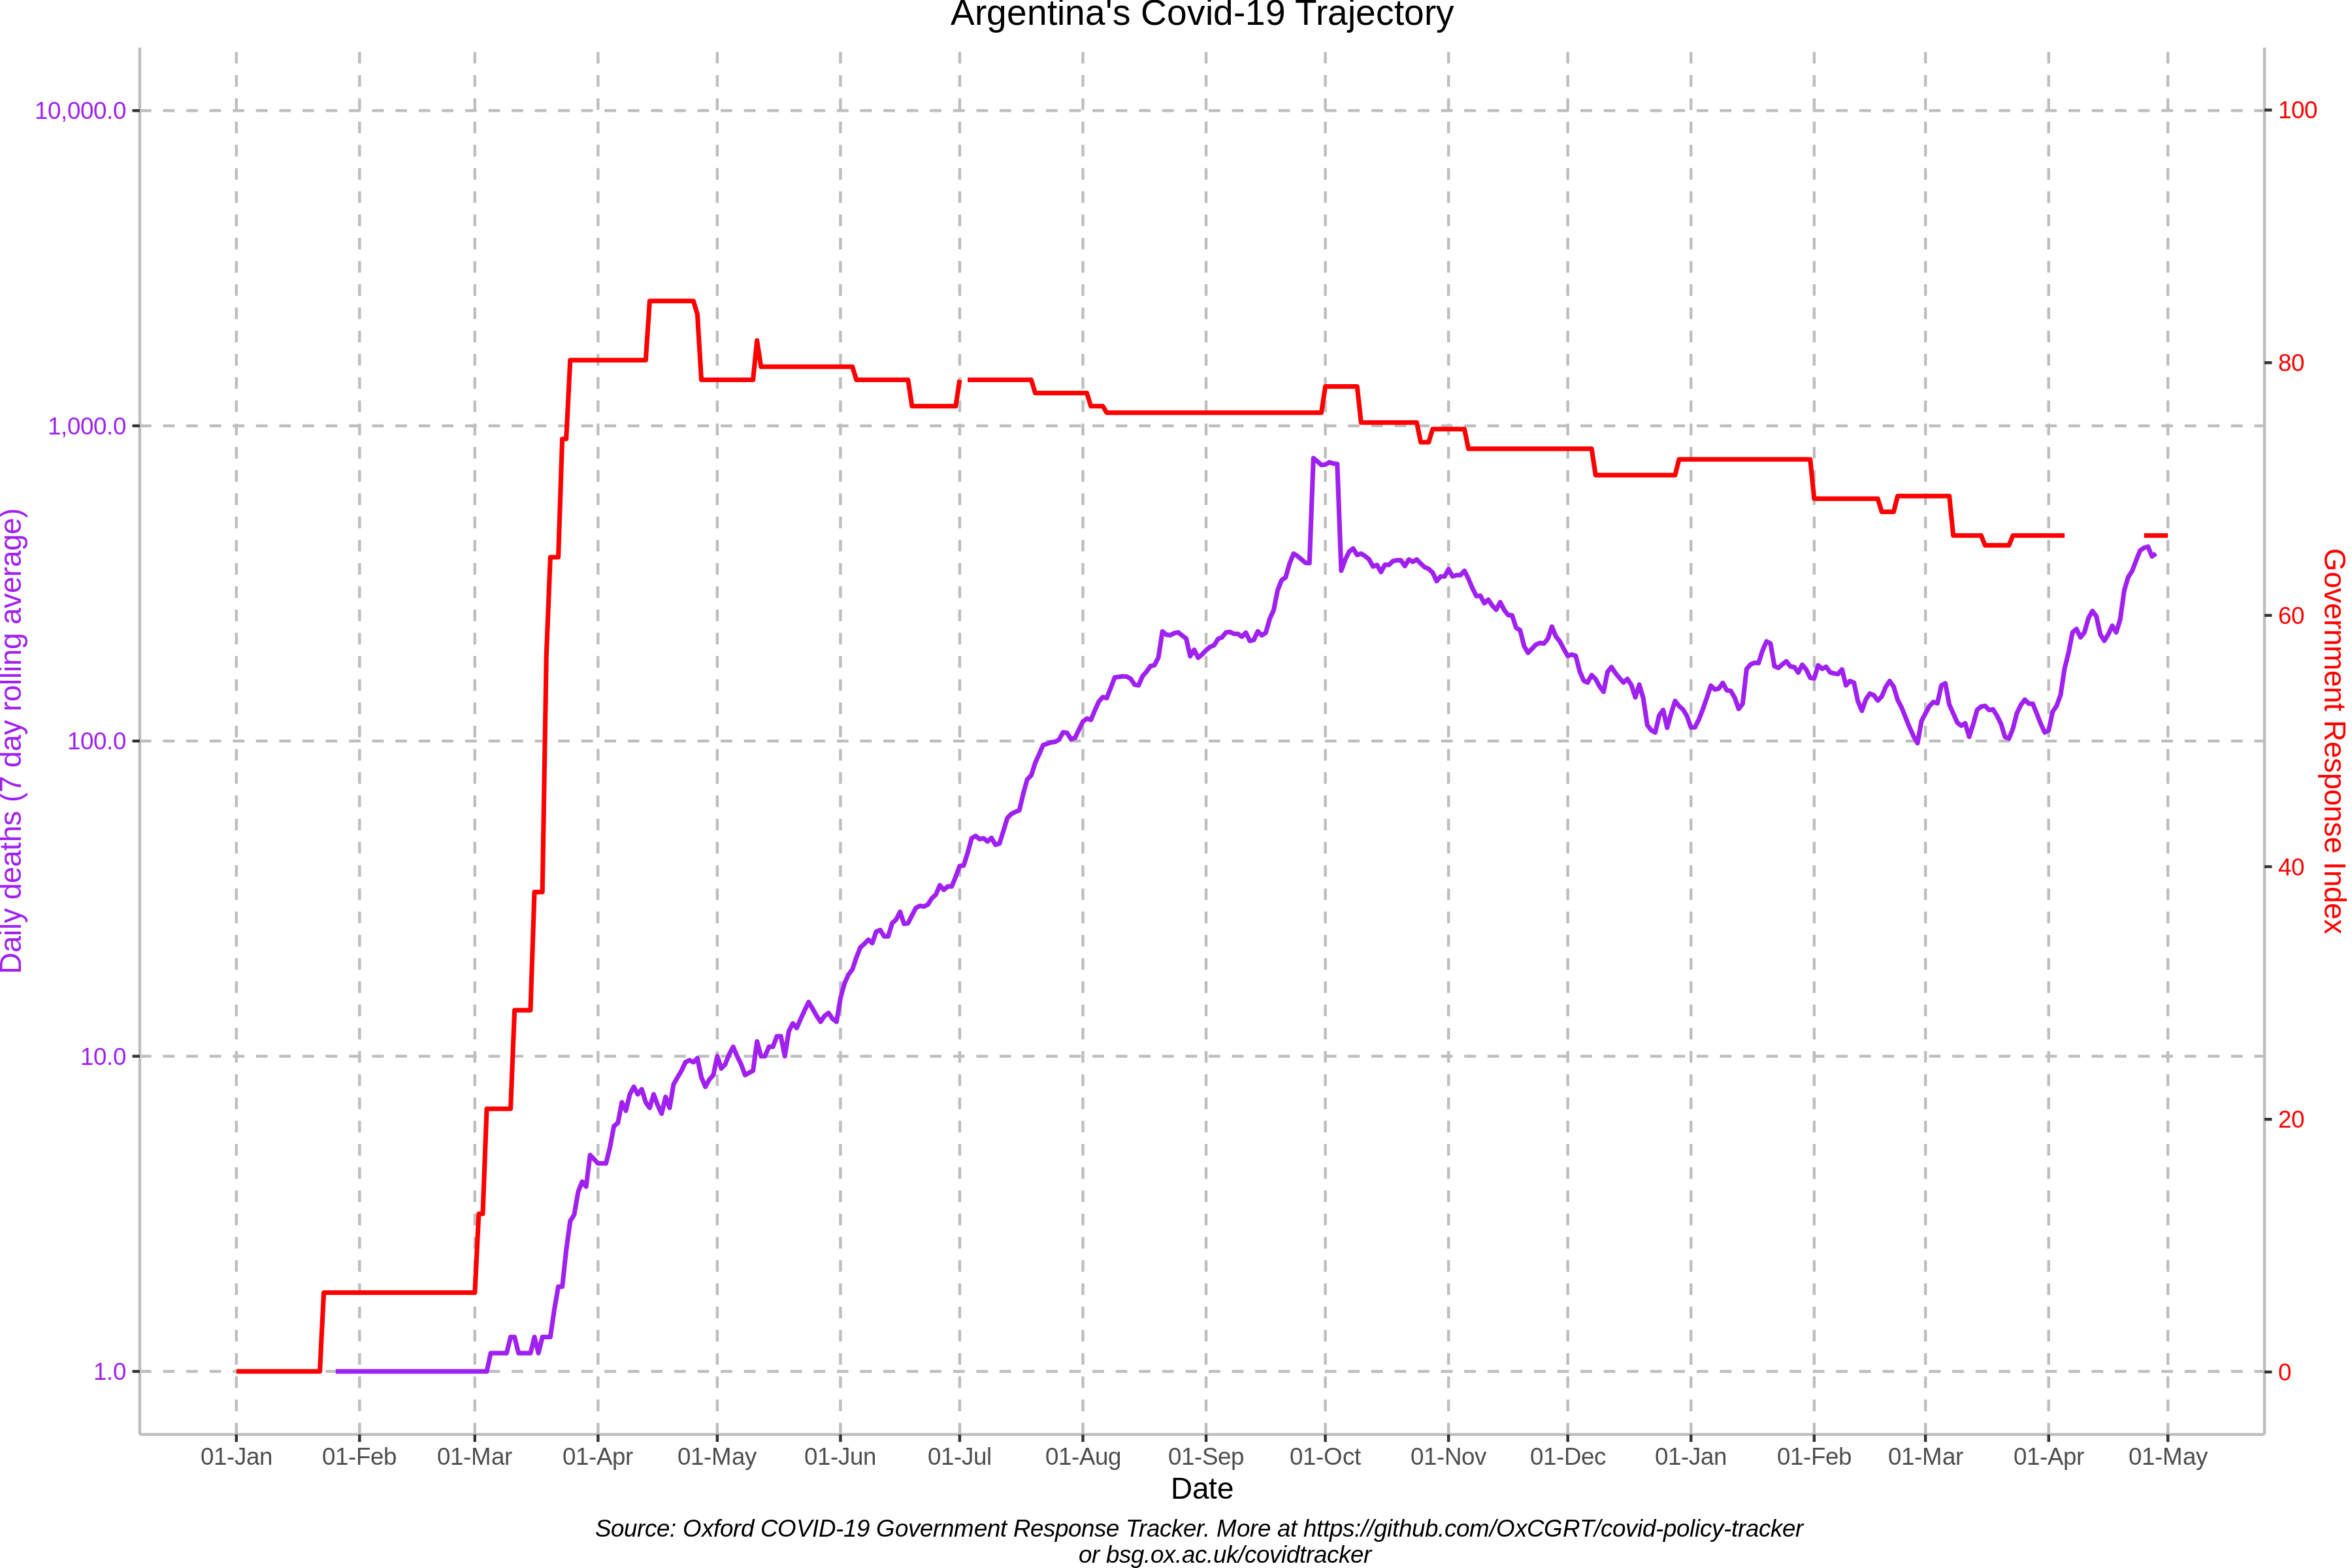 Argentina's Covid-19 Trajectory
10,000.0
1,000.0
100.0
10.0
1.0
Daily deaths (7 day rolling average)
100
80
60
40
20
0
Government Response Index
01-Jan 01-Feb 01-Mar 01-Apr 01-May 01-Jun 01-Jul 01-Aug 01-Sep 01-Oct 01-Nov 01-Dec 01-Jan 01-Feb 01-Mar 01-Apr 01-May
Date
Source: Oxford COVID-19 Government Response Tracker. More at https://github.com/OxCGRT/covid-policy-tracker
or bsg.ox.ac.uk/covidtracker